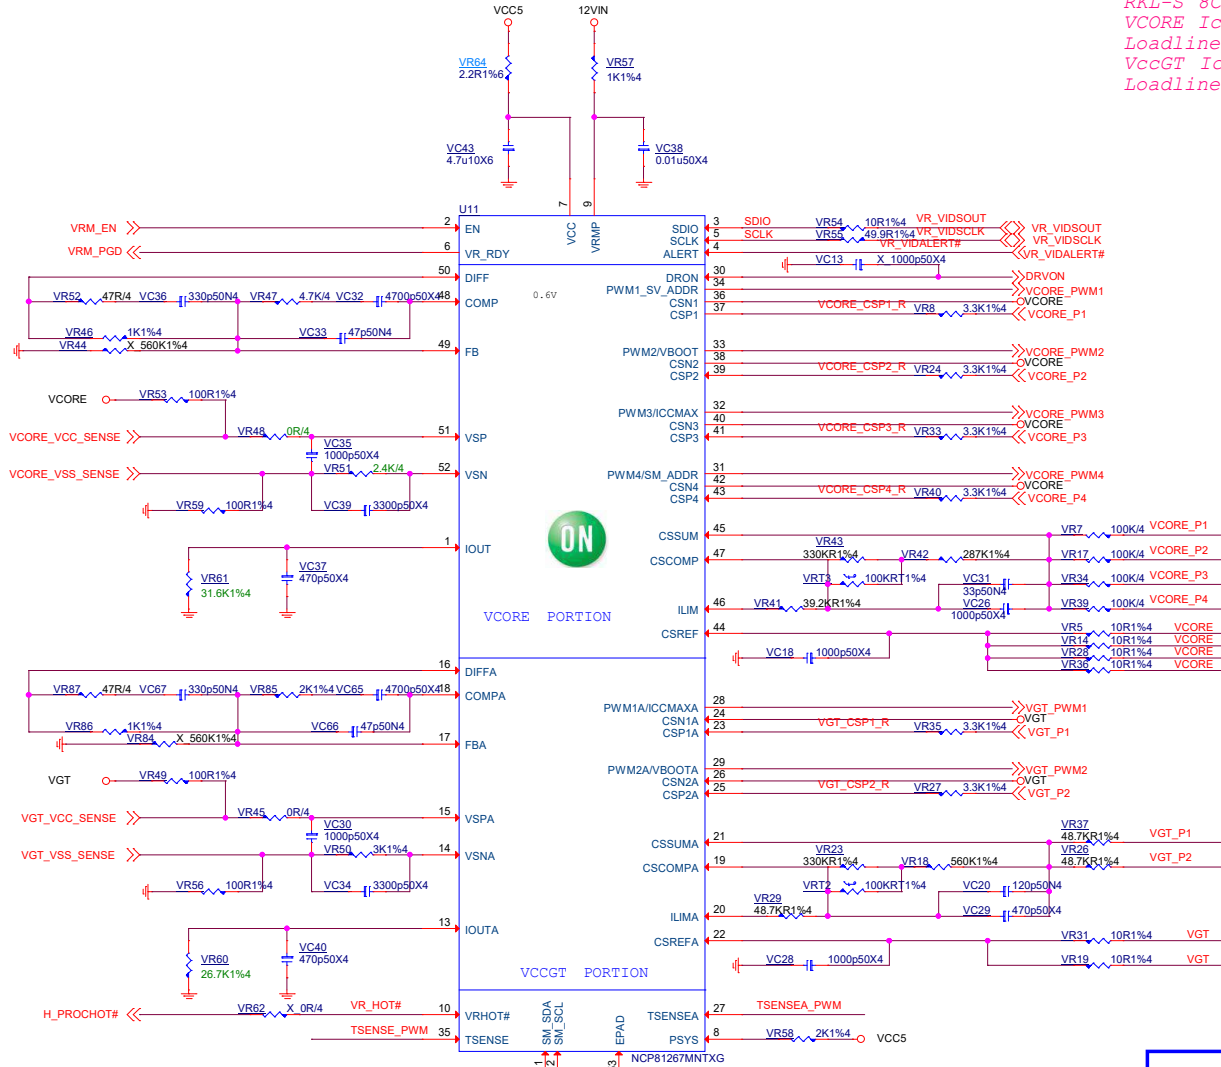 RKL-S 8C
VCORE Ic
Loadline
VccGT Ic
Loadline
VCC5
12VIN
VR64
2.2R1%6
VR57
1K1%4
VC43
4.7u10X6
VC38
0.01u50X4
U11
7
VCC
9
VRMP
VRM_EN
2
EN
VRM_PGD
6
VR_RDY
50
DIFF
VR52
47R/4
VC36
330p50N4
VR47
4.7K/4
VC32
4700p50X4
48
COMP
0.6V
VR46
1K1%4
VC33
47p50N4
VR44
X_560K1%4
49
FB
VCORE
VR53
100R1%4
VCORE_VCC_SENSE
VR48
0R/4
51
VSP
VC35
1000p50X4
VCORE_VSS_SENSE
VR51
2.4K/4
52
VSN
VR59
100R1%4
VC39
3300p50X4
1
IOUT
VR61
31.6K1%4
VC37
470p50X4
ON
VCORE PORTION
SDIO
3
SDIO
VR54
10R1%4
VR_VIDSOUT
VR_VIDSOUT
SCLK
5
SCLK
VR55
49.9R1%4
VR_VIDSCLK
VR_VIDSCLK
ALERT
4
VR_VIDALERT#
VR_VIDALERT#
VC13
X_1000p50X4
DRON
30
DRVON
PWM1_SV_ADDR
34
VCORE_PWM1
CSN1
36
VCORE
CSP1
37
VCORE_CSP1_R
VR8
3.3K1%4
VCORE_P1
PWM2/VBOOT
33
VCORE_PWM2
CSN2
38
VCORE
CSP2
39
VCORE_CSP2_R
VR24
3.3K1%4
VCORE_P2
PWM3/ICCMAX
32
VCORE_PWM3
CSN3
40
VCORE
CSP3
41
VCORE_CSP3_R
VR33
3.3K1%4
VCORE_P3
PWM4/SM_ADDR
31
VCORE_PWM4
CSN4
42
VCORE
CSP4
43
VCORE_CSP4_R
VR40
3.3K1%4
VCORE_P4
CSSUM
45
VR7
100K/4
VCORE_P1
VR43
330KR1%4
VR42
287K1%4
CSCOMP
47
VR17
100K/4
VCORE_P2
VRT3
100KRT1%4
VC31
33p50N4
VR34
100K/4
VCORE_P3
ILIM
46
VR41
39.2KR1%4
VC26
1000p50X4
VR39
100K/4
VCORE_P4
CSREF
44
VR5
10R1%4
VCORE
VR14
10R1%4
VCORE
VC18
1000p50X4
VR28
10R1%4
VCORE
VR36
10R1%4
VCORE
16
DIFFA
VR87
47R/4
VC67
330p50N4
VR85
2K1%4
VC65
4700p50X4
18
COMPA
VR86
1K1%4
VC66
47p50N4
VR84
X_560K1%4
17
FBA
VGT
VR49
100R1%4
VGT_VCC_SENSE
VR45
0R/4
15
VSPA
VC30
1000p50X4
VGT_VSS_SENSE
VR50
3K1%4
14
VSNA
VR56
100R1%4
VC34
3300p50X4
13
IOUTA
VR60
26.7K1%4
VC40
470p50X4
VCCGT PORTION
PWM1A/ICCMAXA
28
VGT_PWM1
CSN1A
24
VGT
CSP1A
23
VGT_CSP1_R
VR35
3.3K1%4
VGT_P1
PWM2A/VBOOTA
29
VGT_PWM2
CSN2A
26
VGT
CSP2A
25
VGT_CSP2_R
VR27
3.3K1%4
VGT_P2
CSSUMA
21
VR37
48.7KR1%4
VGT_P1
VR23
330KR1%4
VR18
560K1%4
CSCOMPA
19
VR26
48.7KR1%4
VGT_P2
VRT2
100KRT1%4
VC20
120p50N4
VR29
48.7KR1%4
ILIMA
20
VC29
470p50X4
CSREFA
22
VR31
10R1%4
VGT
VC28
1000p50X4
VR19
10R1%4
VGT
H_PROCHOT#
VR62
X_0R/4
VR_HOT#
10
VRHOT#
TSENSE_PWM
35
TSENSE
SM_SDA
SM_SCL
EPAD
TSENSEA
27
TSENSEA_PWM
PSYS
8
VR58
2K1%4
VCC5
NCP81267MNTXG